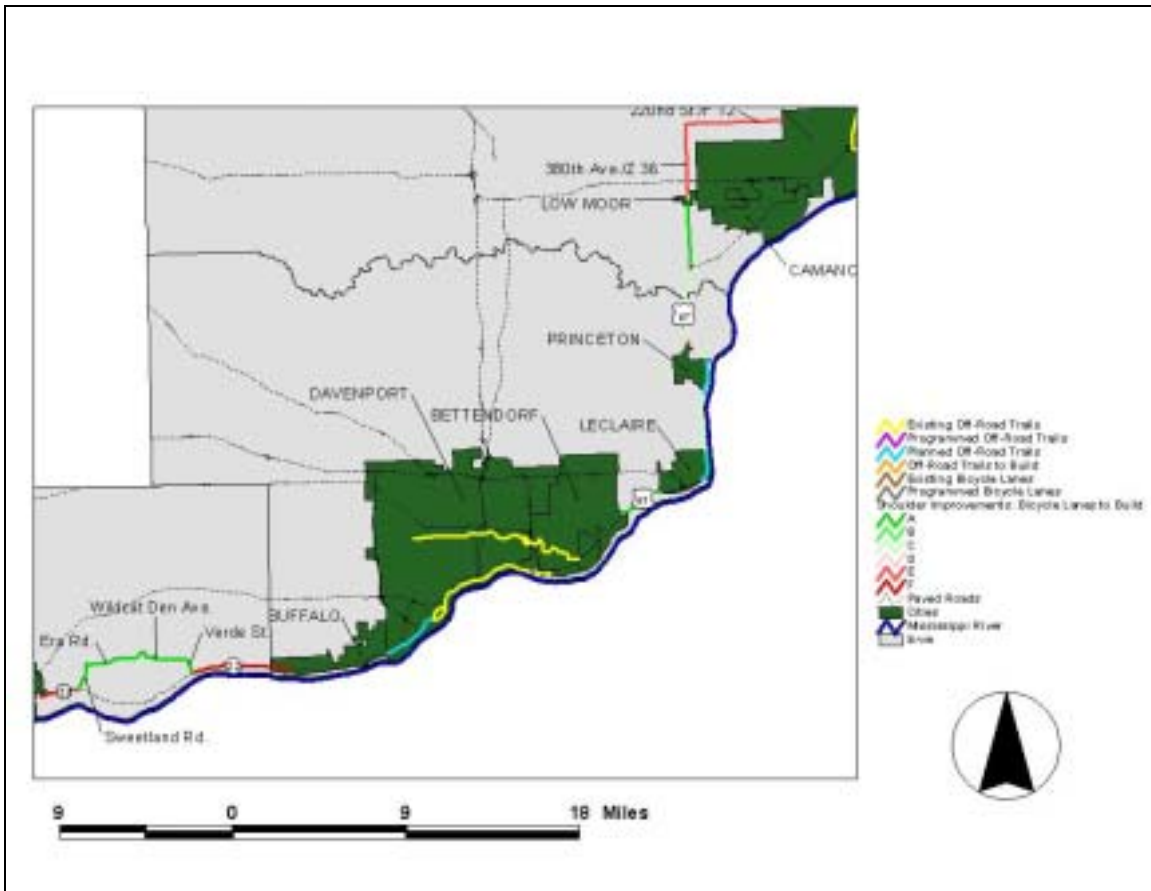 220nd St./F 12
380th Ave./Z 36
LOW MOOR
CAMANC
67
PRINCETON
DAVENPORT
BETTENDORF
LECLAIRE
67
Wildcat Den Ave.
BUFFALO
Era Rd.
Verde St.
Sweetland Rd.
Existing Off-Road Trails
Programmed Off-Road Trails
Planned Off-Road Trails
Off-Road Trails to Build
Existing Bicycle Lanes
Programmed Bicycle Lanes
Shoulder Improvements: Bicycle Lanes to Build
A
B
C
D
E
F
Paved Roads
Cities
Mississippi River
9 0 9 18 Miles